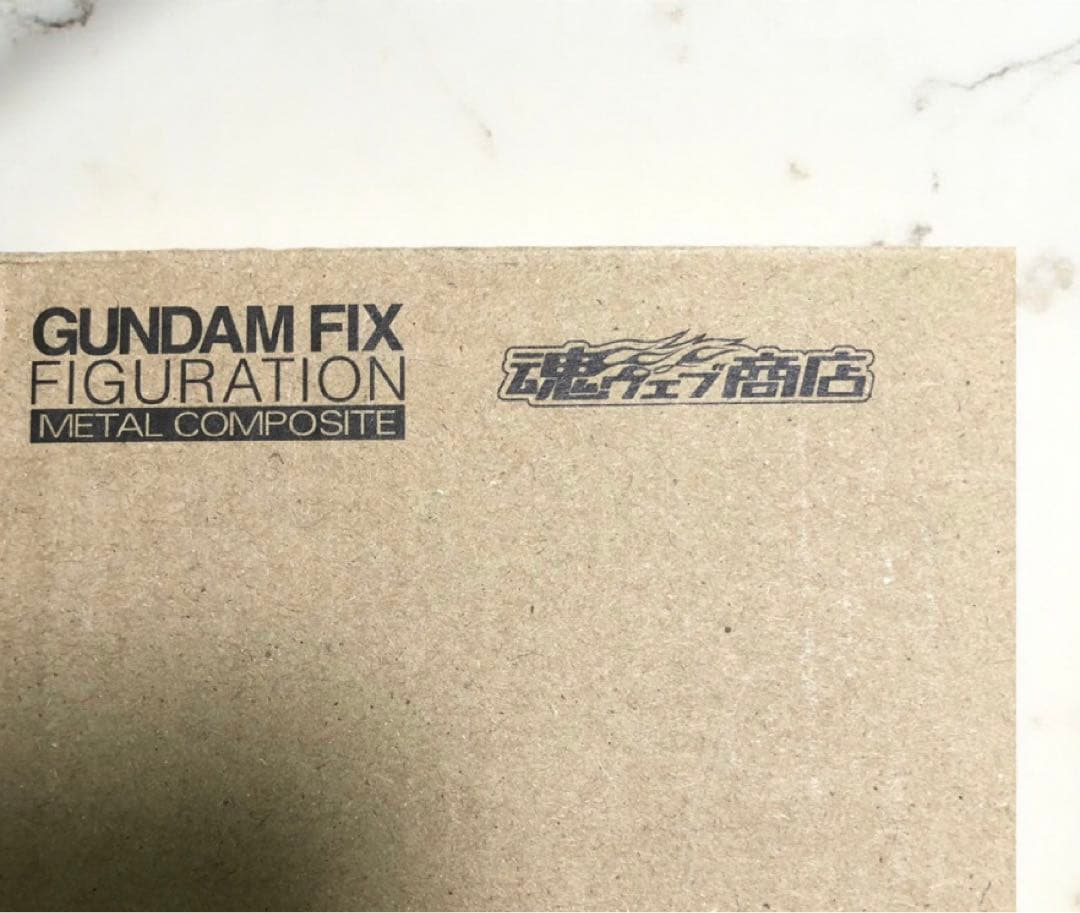 GUNDAM FIX
FIGURATION
METAL COMPOSITE
魂ウェブ商店